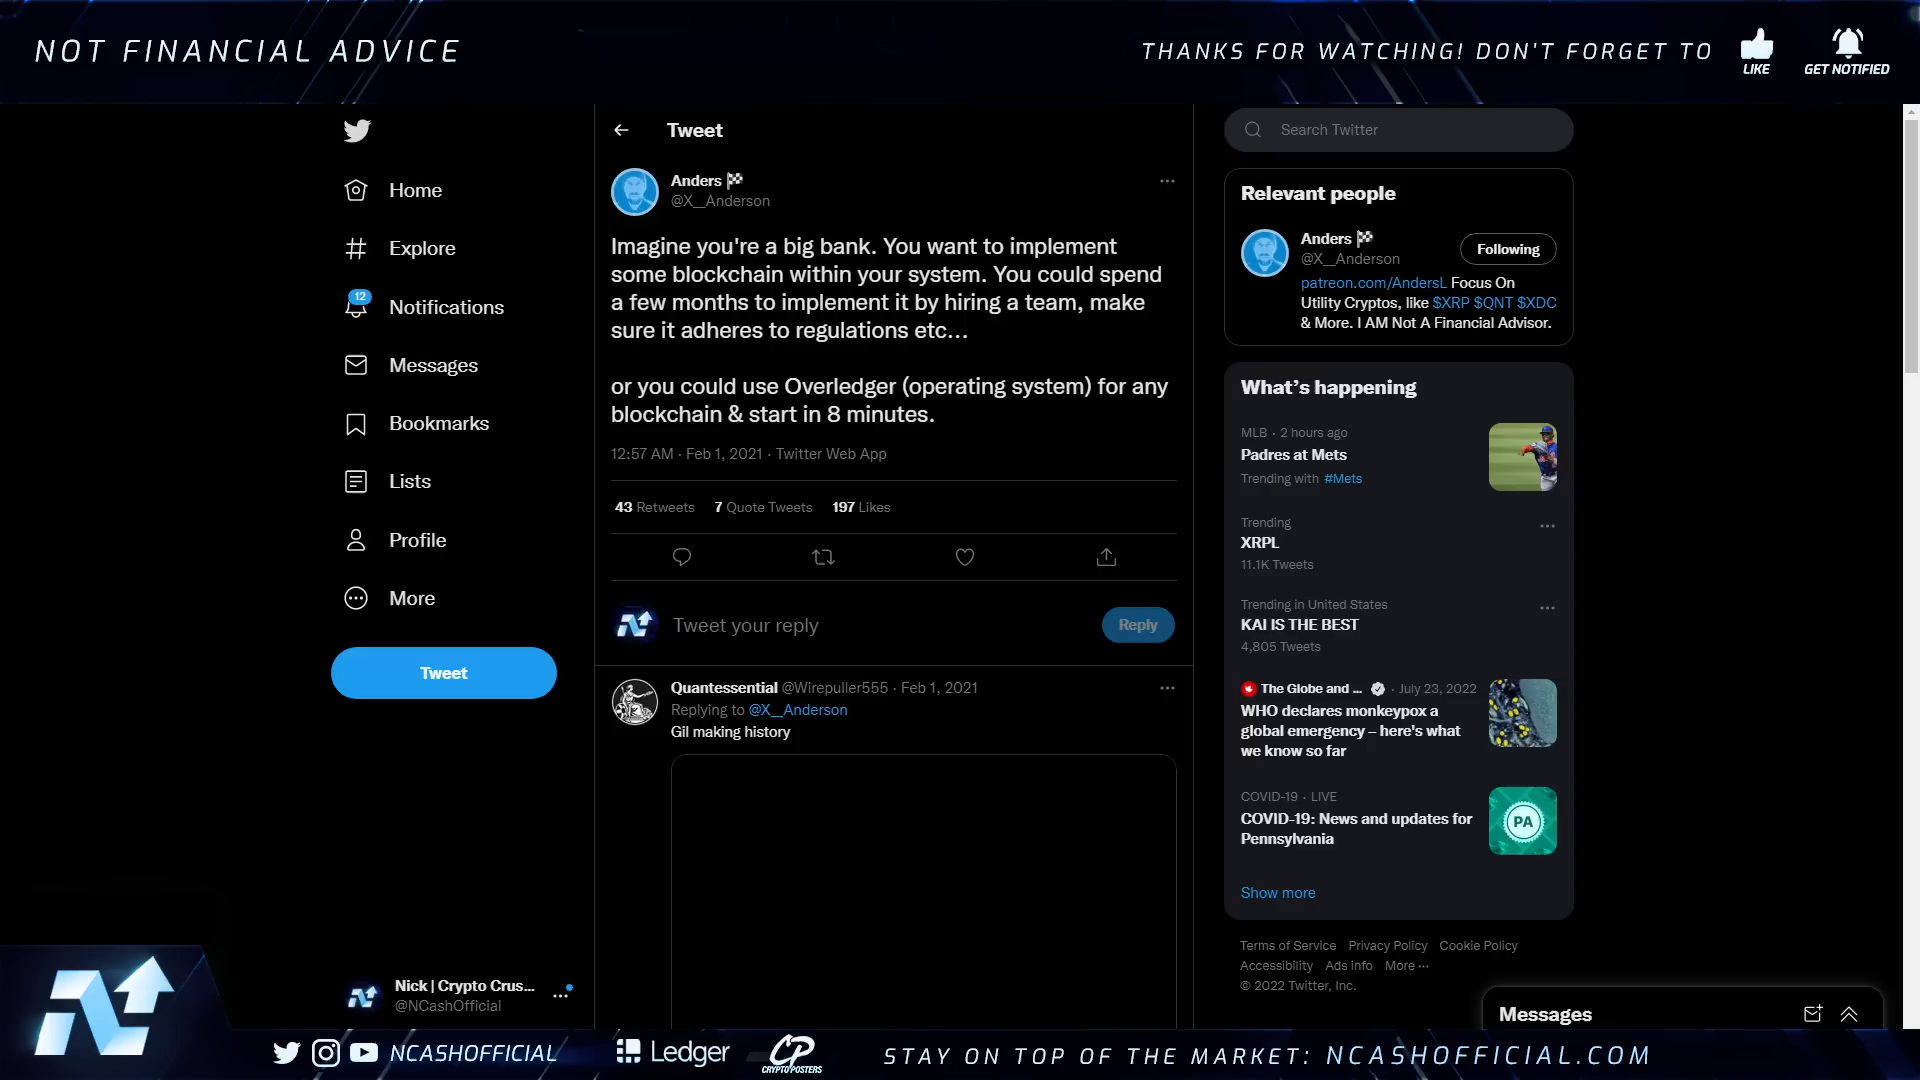 NOT FINANCIAL ADVICE
THANKS FOR WATCHING! DON'T FORGET TO
LIKE
GET NOTIFIED
Home
Explore
12
Notifications
Messages
Bookmarks
Lists
Profile
More
Tweet
Nick | Crypto Crus...
@NCashOfficial
Tweet
Anders
@X__Anderson
Imagine you're a big bank. You want to implement
some blockchain within your system. You could spend
a few months to implement it by hiring a team, make
sure it adheres to regulations etc...
or you could use Overledger (operating system) for any
blockchain & start in 8 minutes.
12:57 AM · Feb 1, 2021 · Twitter Web App
43 Retweets 7 Quote Tweets 197 Likes
Tweet your reply
Reply
Quantessential @Wirepuller555 · Feb 1, 2021
Replying to @X__Anderson
Gil making history
Search Twitter
Relevant people
Anders
@X__Anderson
Following
patreon.com/AndersL Focus On
Utility Cryptos, like $XRP $QNT $XDC
& More. I AM Not A Financial Advisor.
What's happening
MLB · 2 hours ago
Padres at Mets
Trending with #Mets
Trending
XRPL
11.1K Tweets
Trending in United States
KAI IS THE BEST
4,805 Tweets
The Globe and ... · July 23, 2022
WHO declares monkeypox a
global emergency – here's what
we know so far
COVID-19 · LIVE
COVID-19: News and updates for
Pennsylvania
PA
Show more
Terms of Service Privacy Policy Cookie Policy
Accessibility Ads info More ...
© 2022 Twitter, Inc.
Messages
NCASHOFFICIAL
Ledger
CP
CRYPTOPOSTERS
STAY ON TOP OF THE MARKET: NCASHOFFICIAL.COM